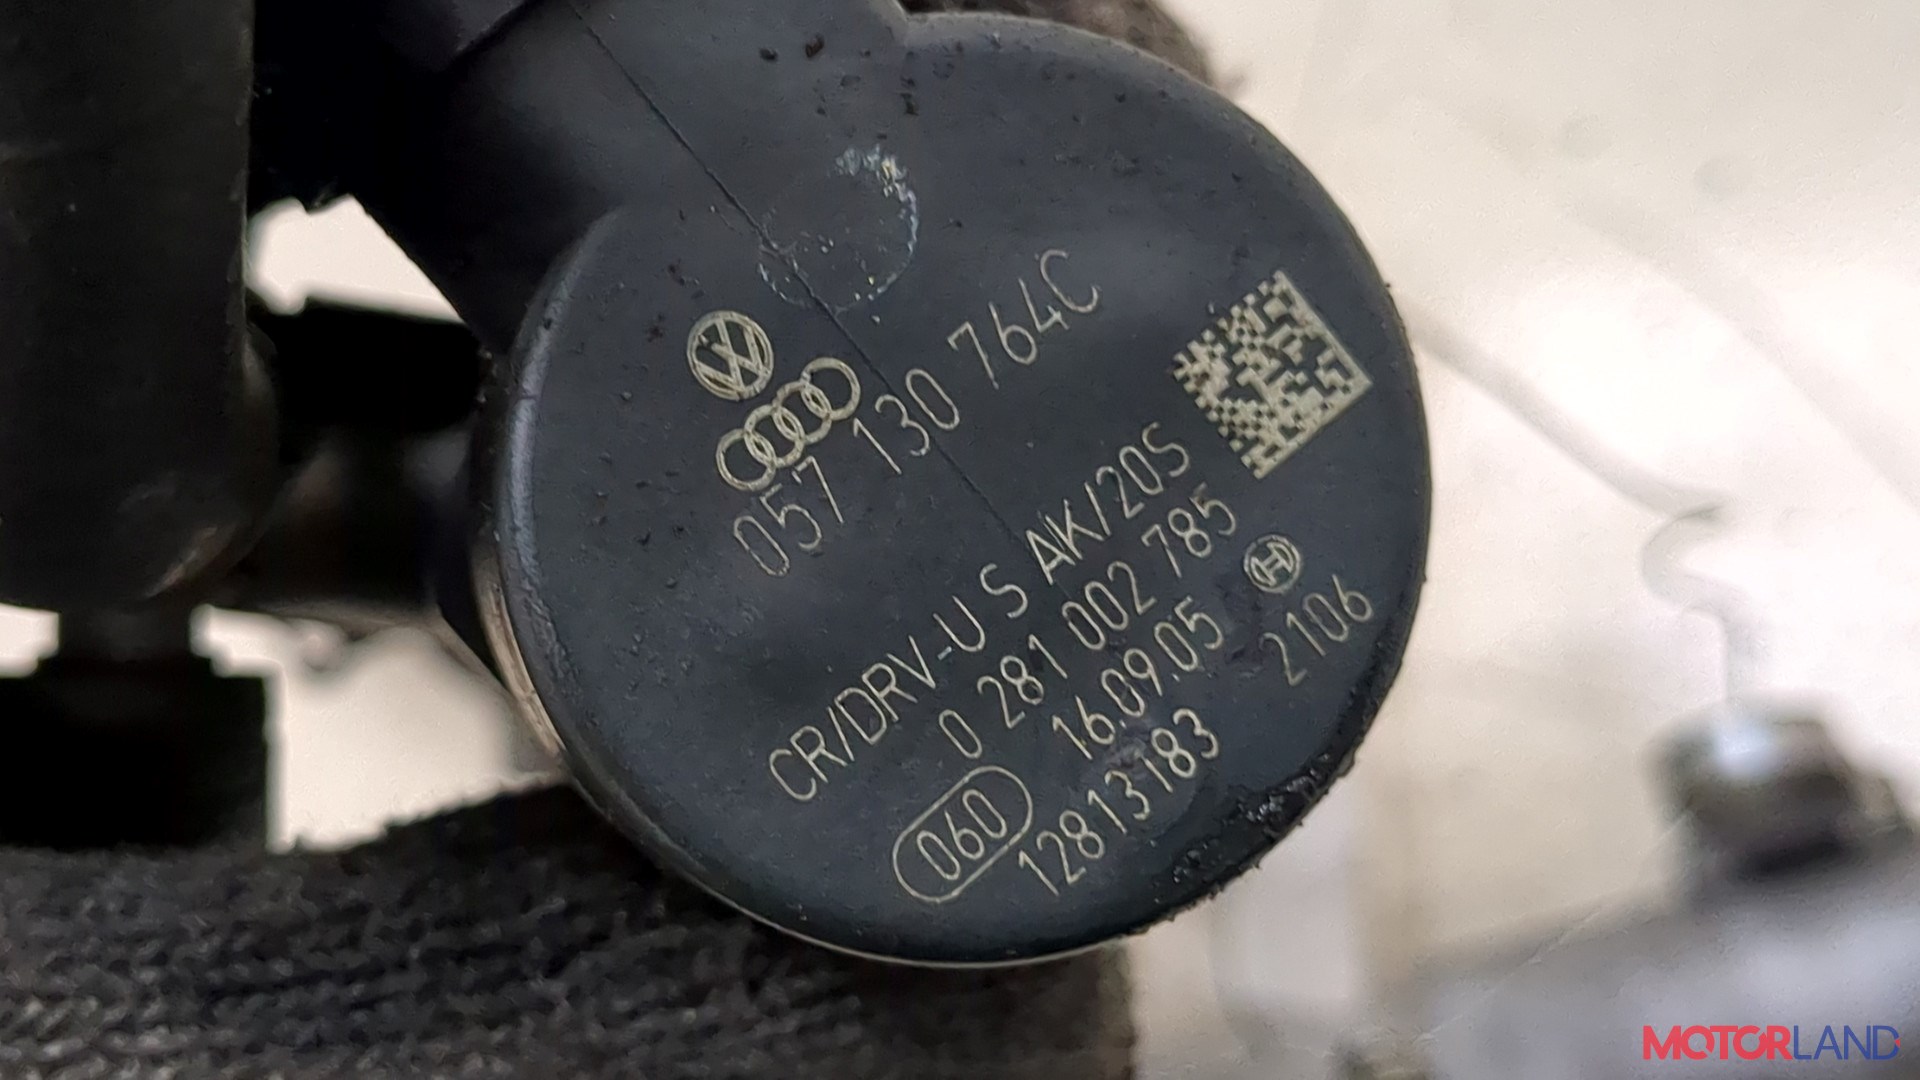 057 130 764C
CR/DRV-U S AK/20S
0 281 002 785
16.09.05
2106
060
12813183
MOTORLAND